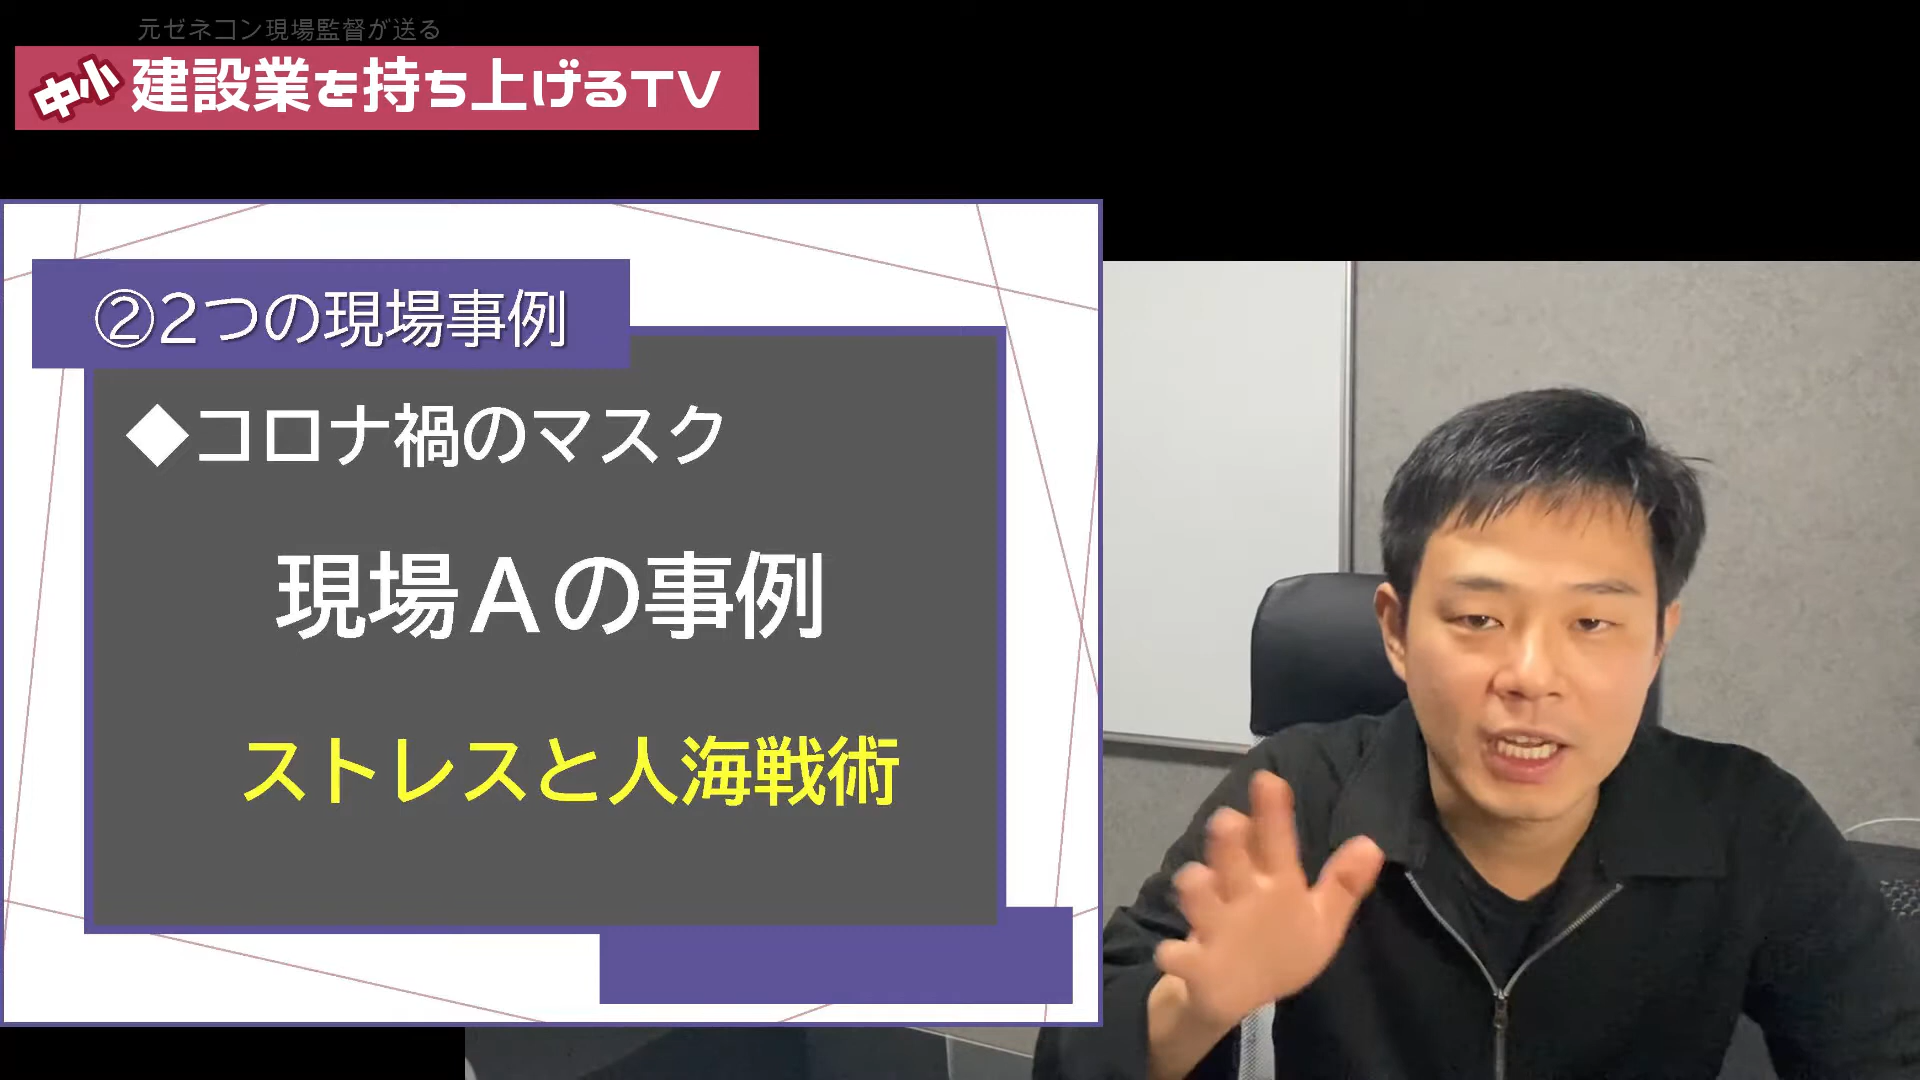 元ゼネコン現場監督が送る
中小建設業を持ち上げるTV
②2つの現場事例
◆コロナ禍のマスク
現場Aの事例
ストレスと人海戦術